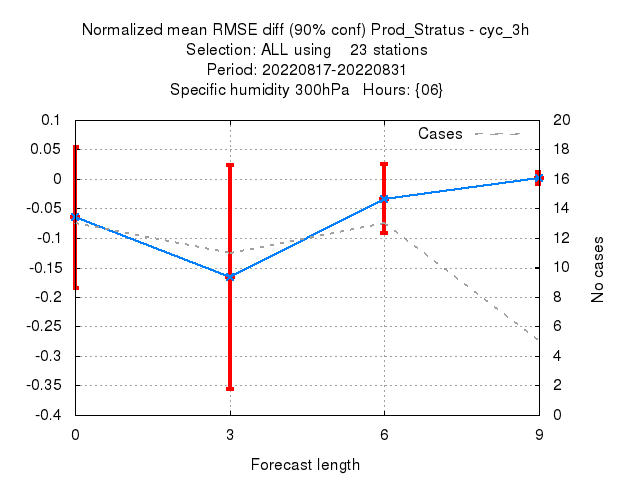 Normalized mean RMSE diff (90% conf) Prod_Stratus - cyc_3h
Selection: ALL using    23 stations
Period: 20220817-20220831
Specific humidity 300hPa   Hours: {06}
0.1 20
0.05 18
0 16
-0.05 14
-0.1 12
-0.15 10
-0.2 8
-0.25 6
-0.3 4
-0.35 2
-0.4 0
Cases
No cases
0 3 6 9
Forecast length